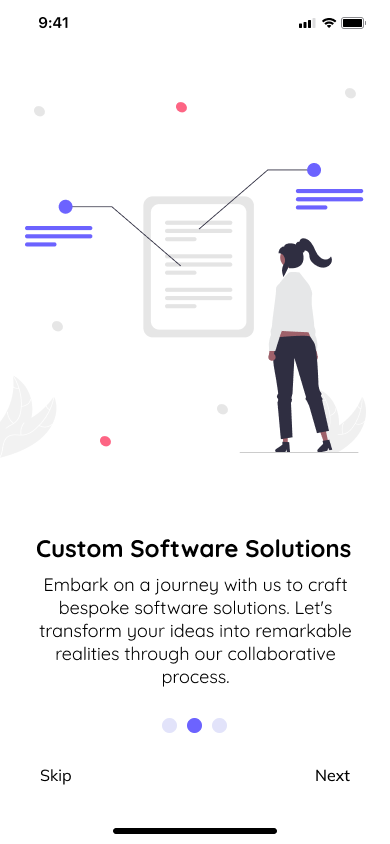 9:41
Custom Software Solutions
Embark on a journey with us to craft
bespoke software solutions. Let's
transform your ideas into remarkable
realities through our collaborative
process.
Skip
Next